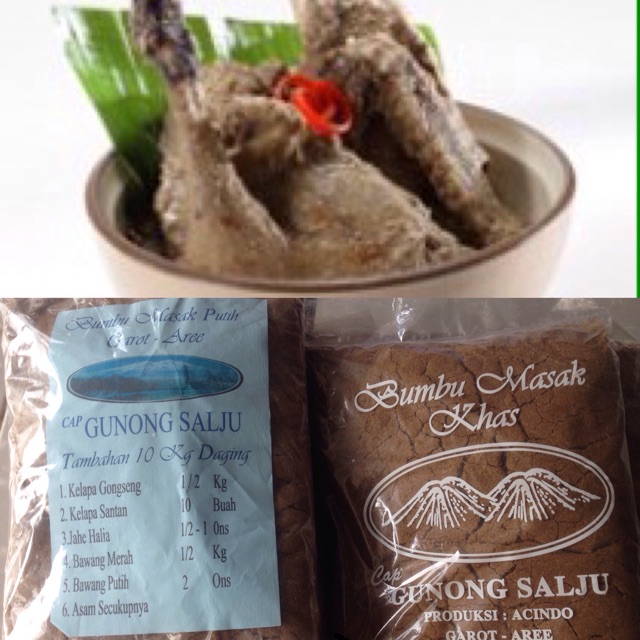 Bumbu Masak Putih
Garot - Aree
CAP GUNONG SALJU
Tambahan 10 Kg Daging
1. Kelapa Gongseng 1/2 Kg
2. Kelapa Santan 10 Buah
3. Jahe Halia 1/2 - 1 Ons
4. Bawang Merah 1/2 Kg
5. Bawang Putih 2 Ons
6. Asam Secukupnya
Bumbu Masak
Khas
Cap
GUNONG SALJU
PRODUKSI : ACINDO
GAROT - AREE